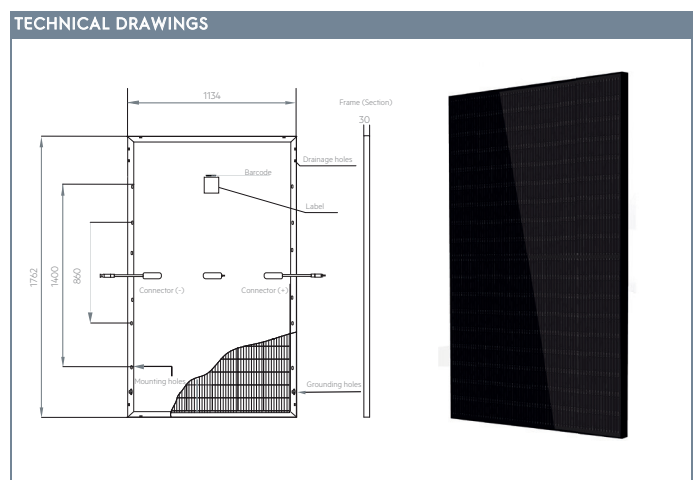 TECHNICAL DRAWINGS
1134
Frame (Section)
30
Drainage holes
Barcode
Label
1762
1400
860
Connector (-)
Connector (+)
Mounting holes
Grounding holes